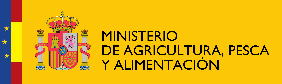 MINISTERIO
DE AGRICULTURA, PESCA
Y ALIMENTACIÓN